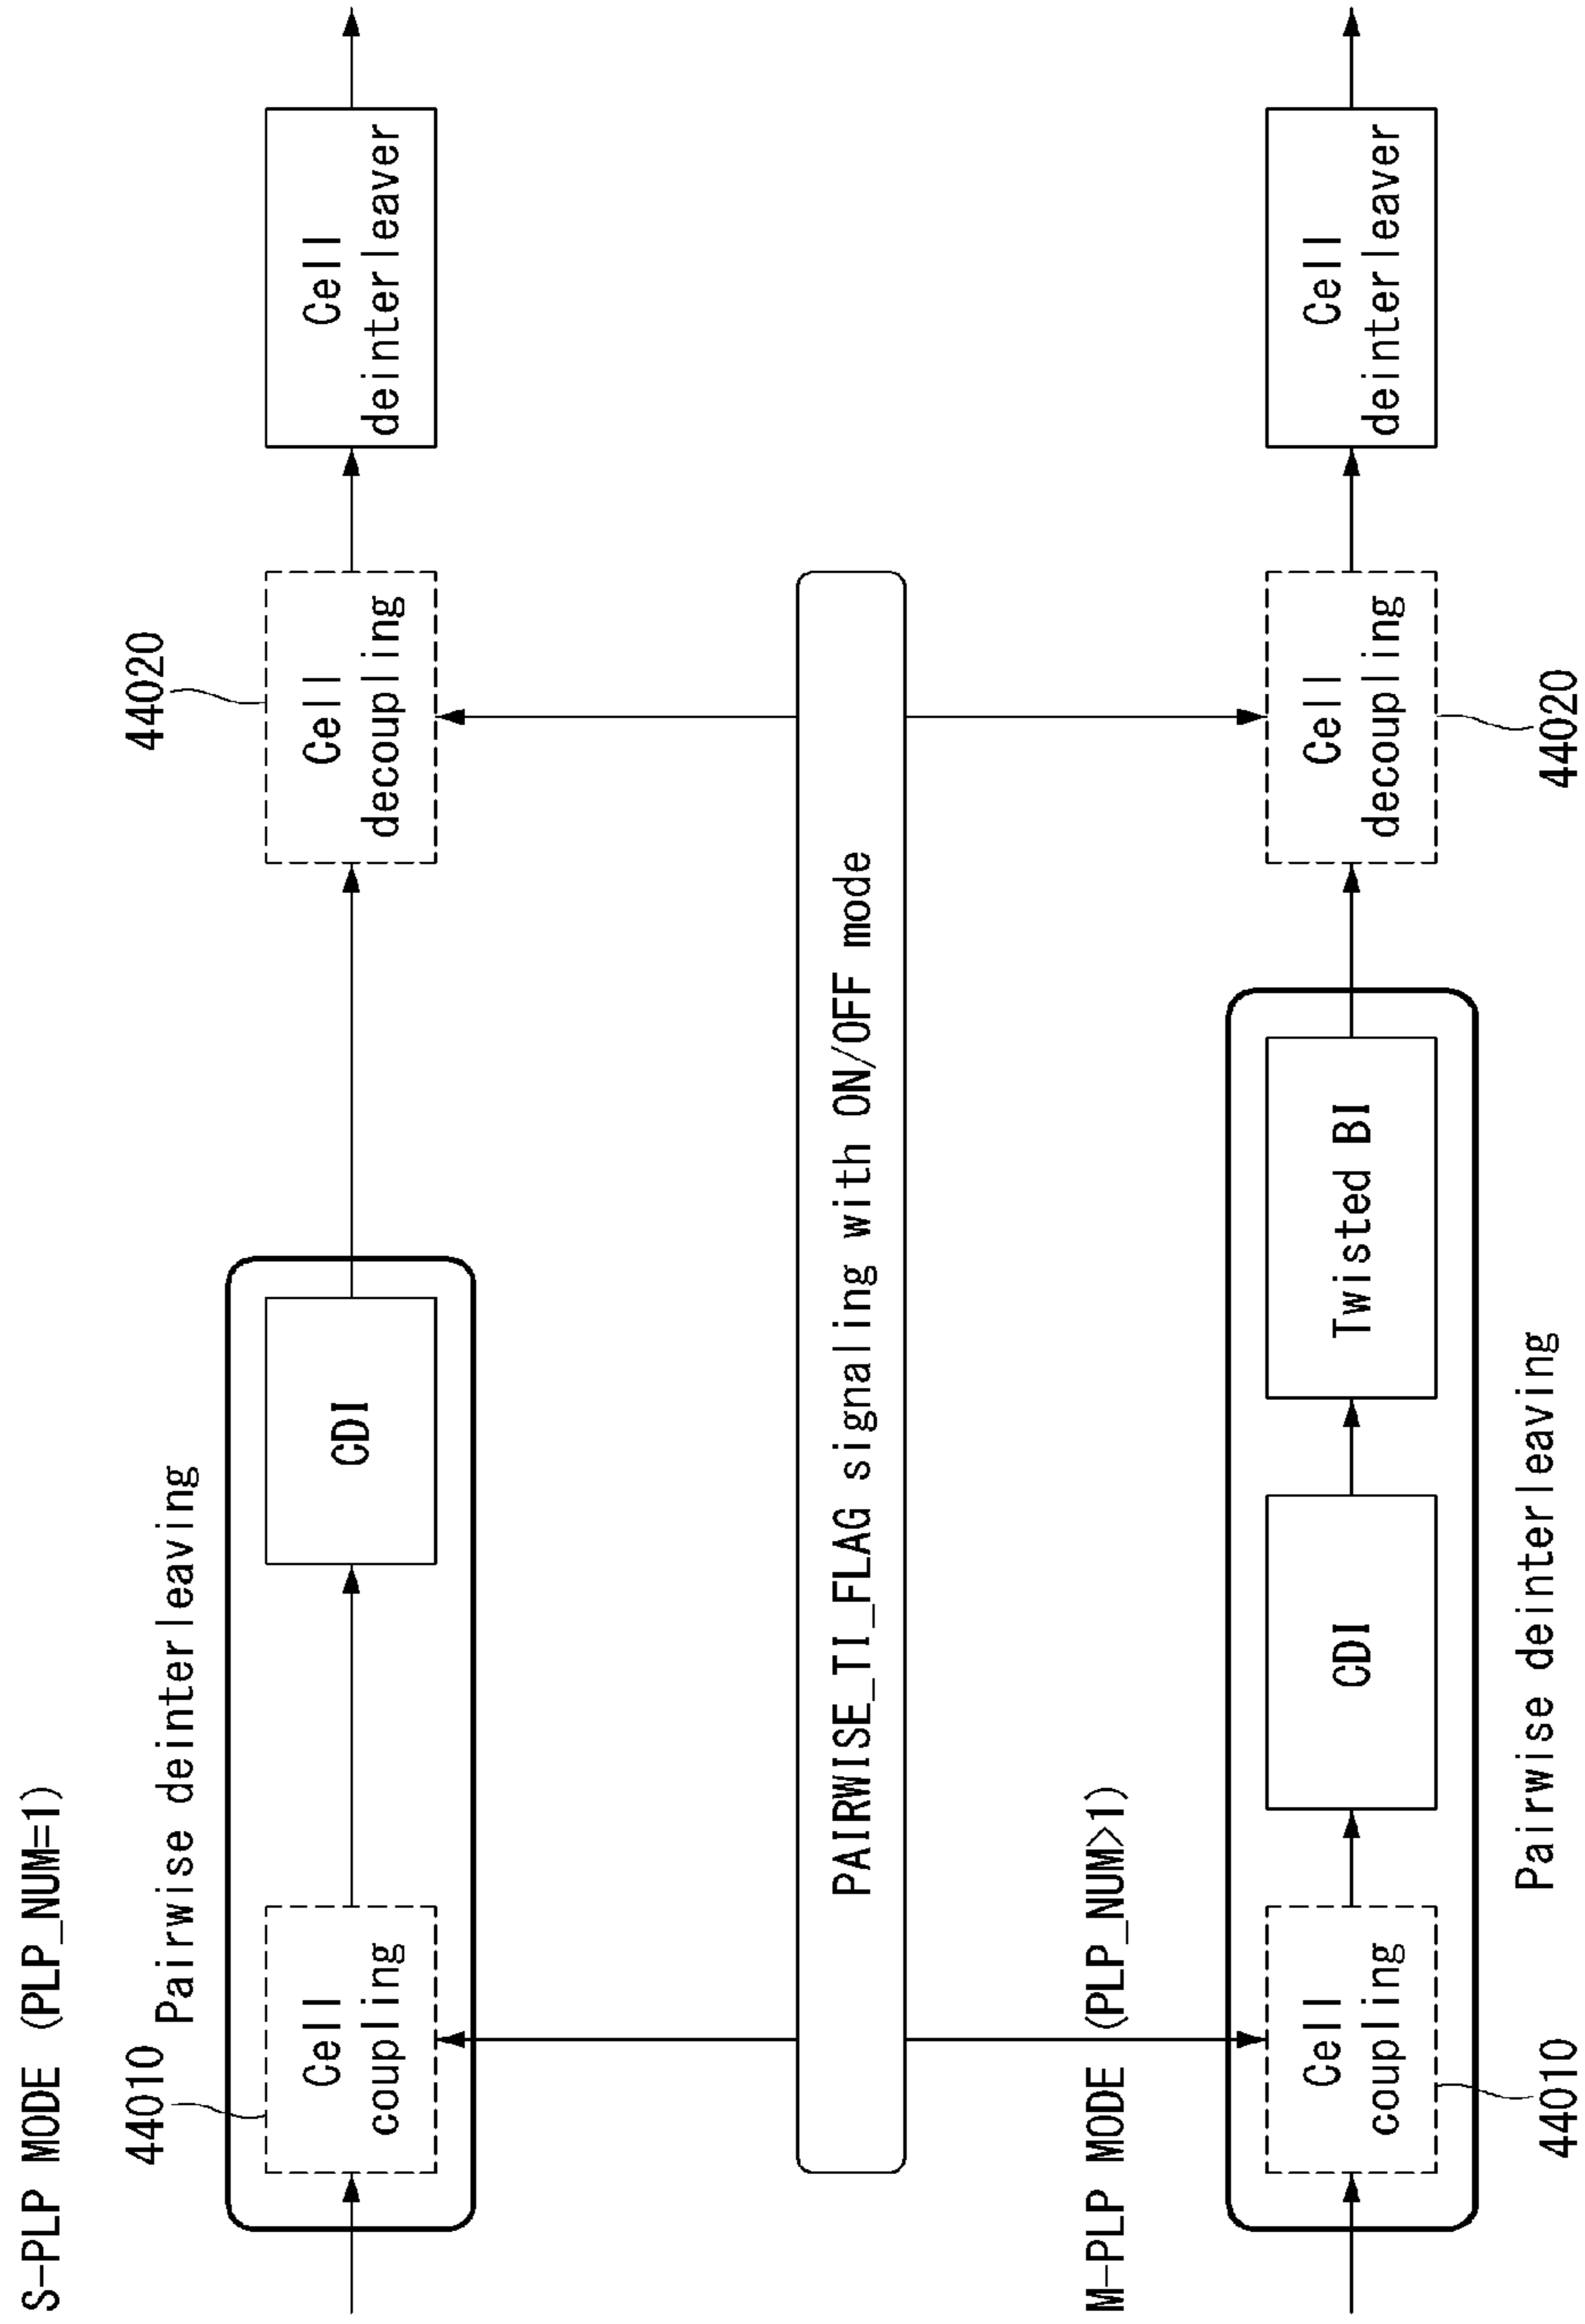 S-PLP MODE (PLP_NUM=1)
Pairwise deinterleaving
44010
Cell
coupling
CDI
44020
Cell
decoupling
Cell
deinterleaver
PAIRWISE_TI_FLAG signaling with ON/OFF mode
M-PLP MODE (PLP_NUM>1)
Cell
coupling
44010
CDI
Twisted BI
Pairwise deinterleaving
Cell
decoupling
44020
Cell
deinterleaver